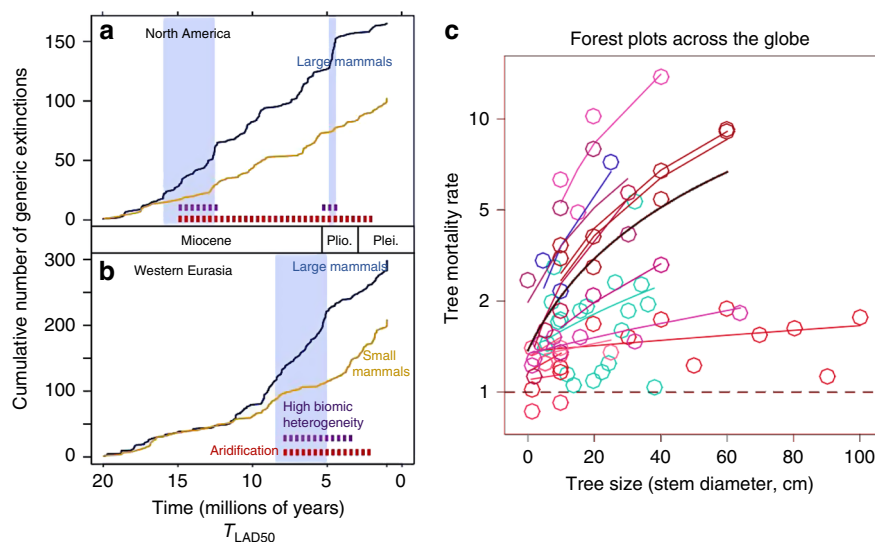 a
North America
Large mammals
150
100
50
0
Miocene
Plio.
Plei.
b
Western Eurasia
Large mammals
Small
mammals
High biomic
heterogeneity
Aridification
300
200
100
0
Cumulative number of generic extinctions
20
15
10
5
0
Time (millions of years)
TLAD50
c
Forest plots across the globe
10
5
2
1
Tree mortality rate
0
20
40
60
80
100
Tree size (stem diameter, cm)